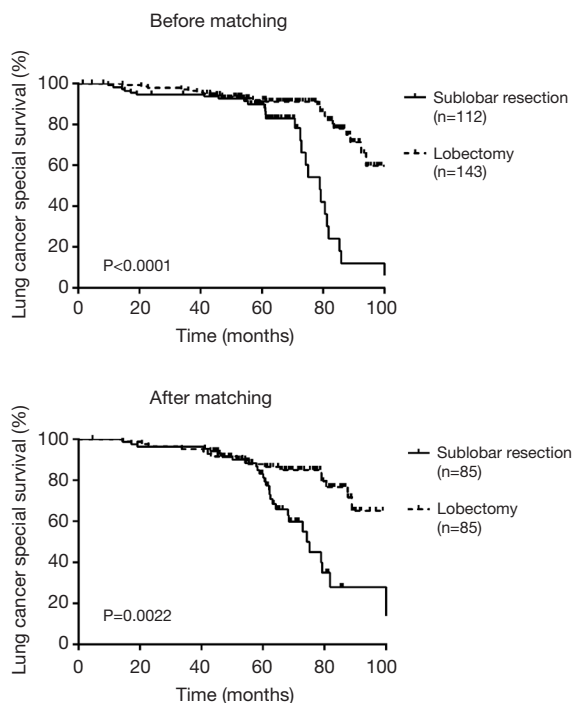 Before matching
Lung cancer special survival (%)
100
80
60
40
20
0
P<0.0001
0 20 40 60 80 100
Time (months)
Sublobar resection
(n=112)
Lobectomy
(n=143)
After matching
Lung cancer special survival (%)
100
80
60
40
20
0
P=0.0022
0 20 40 60 80 100
Time (months)
Sublobar resection
(n=85)
Lobectomy
(n=85)